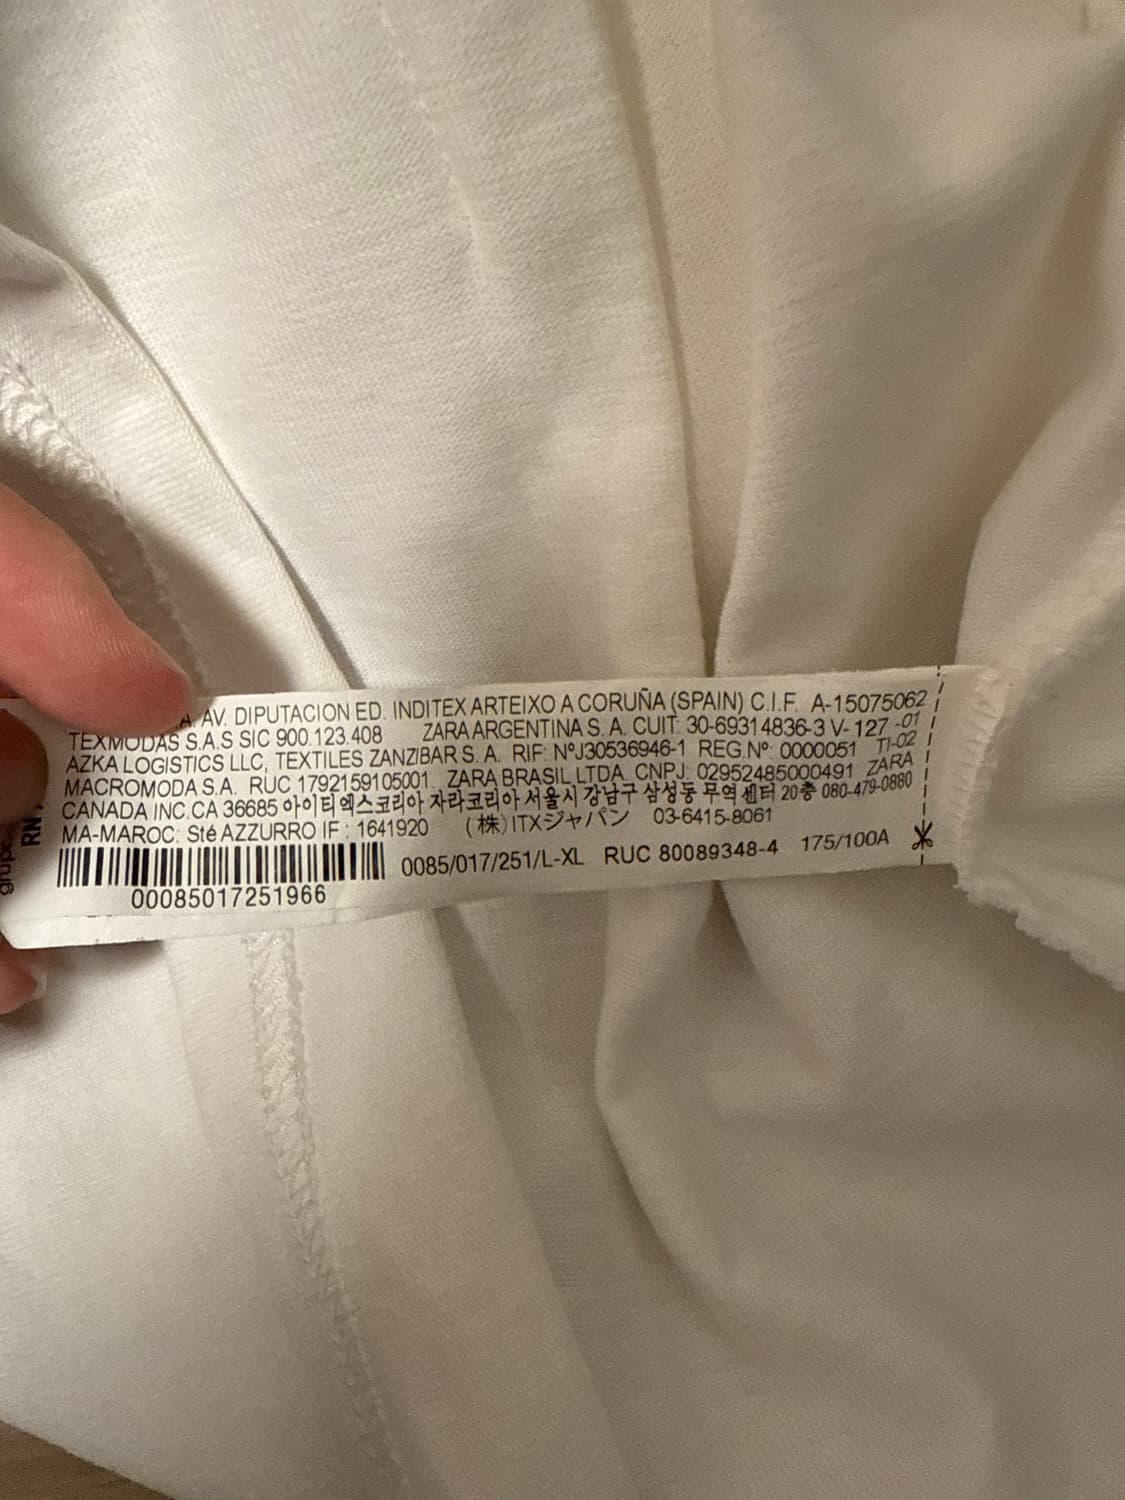 AV. DIPUTACION ED. INDITEX ARTEIXO A CORUÑA (SPAIN) C.I.F. A-15075062
TEXMODAS S.A.S SIC 900.123.408 ZARA ARGENTINA S. A. CUIT: 30-69314836-3 V- 127 -01
AZKA LOGISTICS LLC, TEXTILES ZANZIBAR S. A. RIF: NºJ30536946-1 REG.Nº: 0000051 TI-02
MACROMODA S.A. RUC 1792159105001. ZARA BRASIL LTDA. CNPJ: 02952485000491 ZARA
CANADA INC.CA 36685 아이티엑스코리아 자라코리아 서울시 강남구 삼성동 무역 센터 20층 080-479-0880
MA-MAROC: Sté AZZURRO IF : 1641920 (株)ITXジャパン 03-6415-8061
0085/017/251/L-XL RUC 80089348-4 175/100A
00085017251966
RN